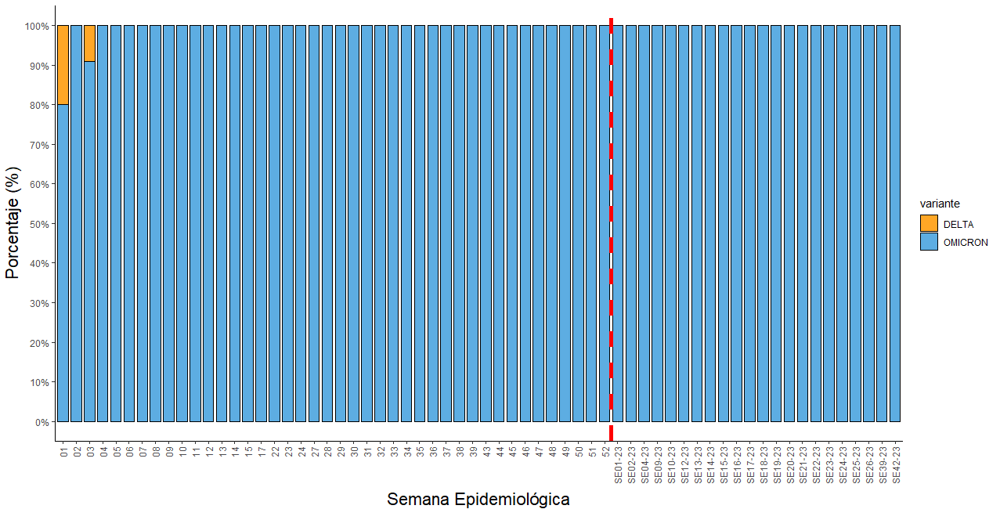 100%
90%
80%
70%
60%
50%
40%
30%
20%
10%
0%
Porcentaje (%)
01 02 03 04 05 06 07 08 09 10 11 12 13 14 15 17 22 23 24 27 28 29 30 31 32 33 34 35 36 37 38 39 43 44 45 46 47 48 49 50 51 52 SE01-23 SE02-23 SE04-23 SE09-23 SE10-23 SE12-23 SE13-23 SE14-23 SE15-23 SE16-23 SE17-23 SE18-23 SE19-23 SE20-23 SE21-23 SE22-23 SE23-23 SE24-23 SE25-23 SE26-23 SE39-23 SE42-23
Semana Epidemiológica
variante
DELTA
OMICRON